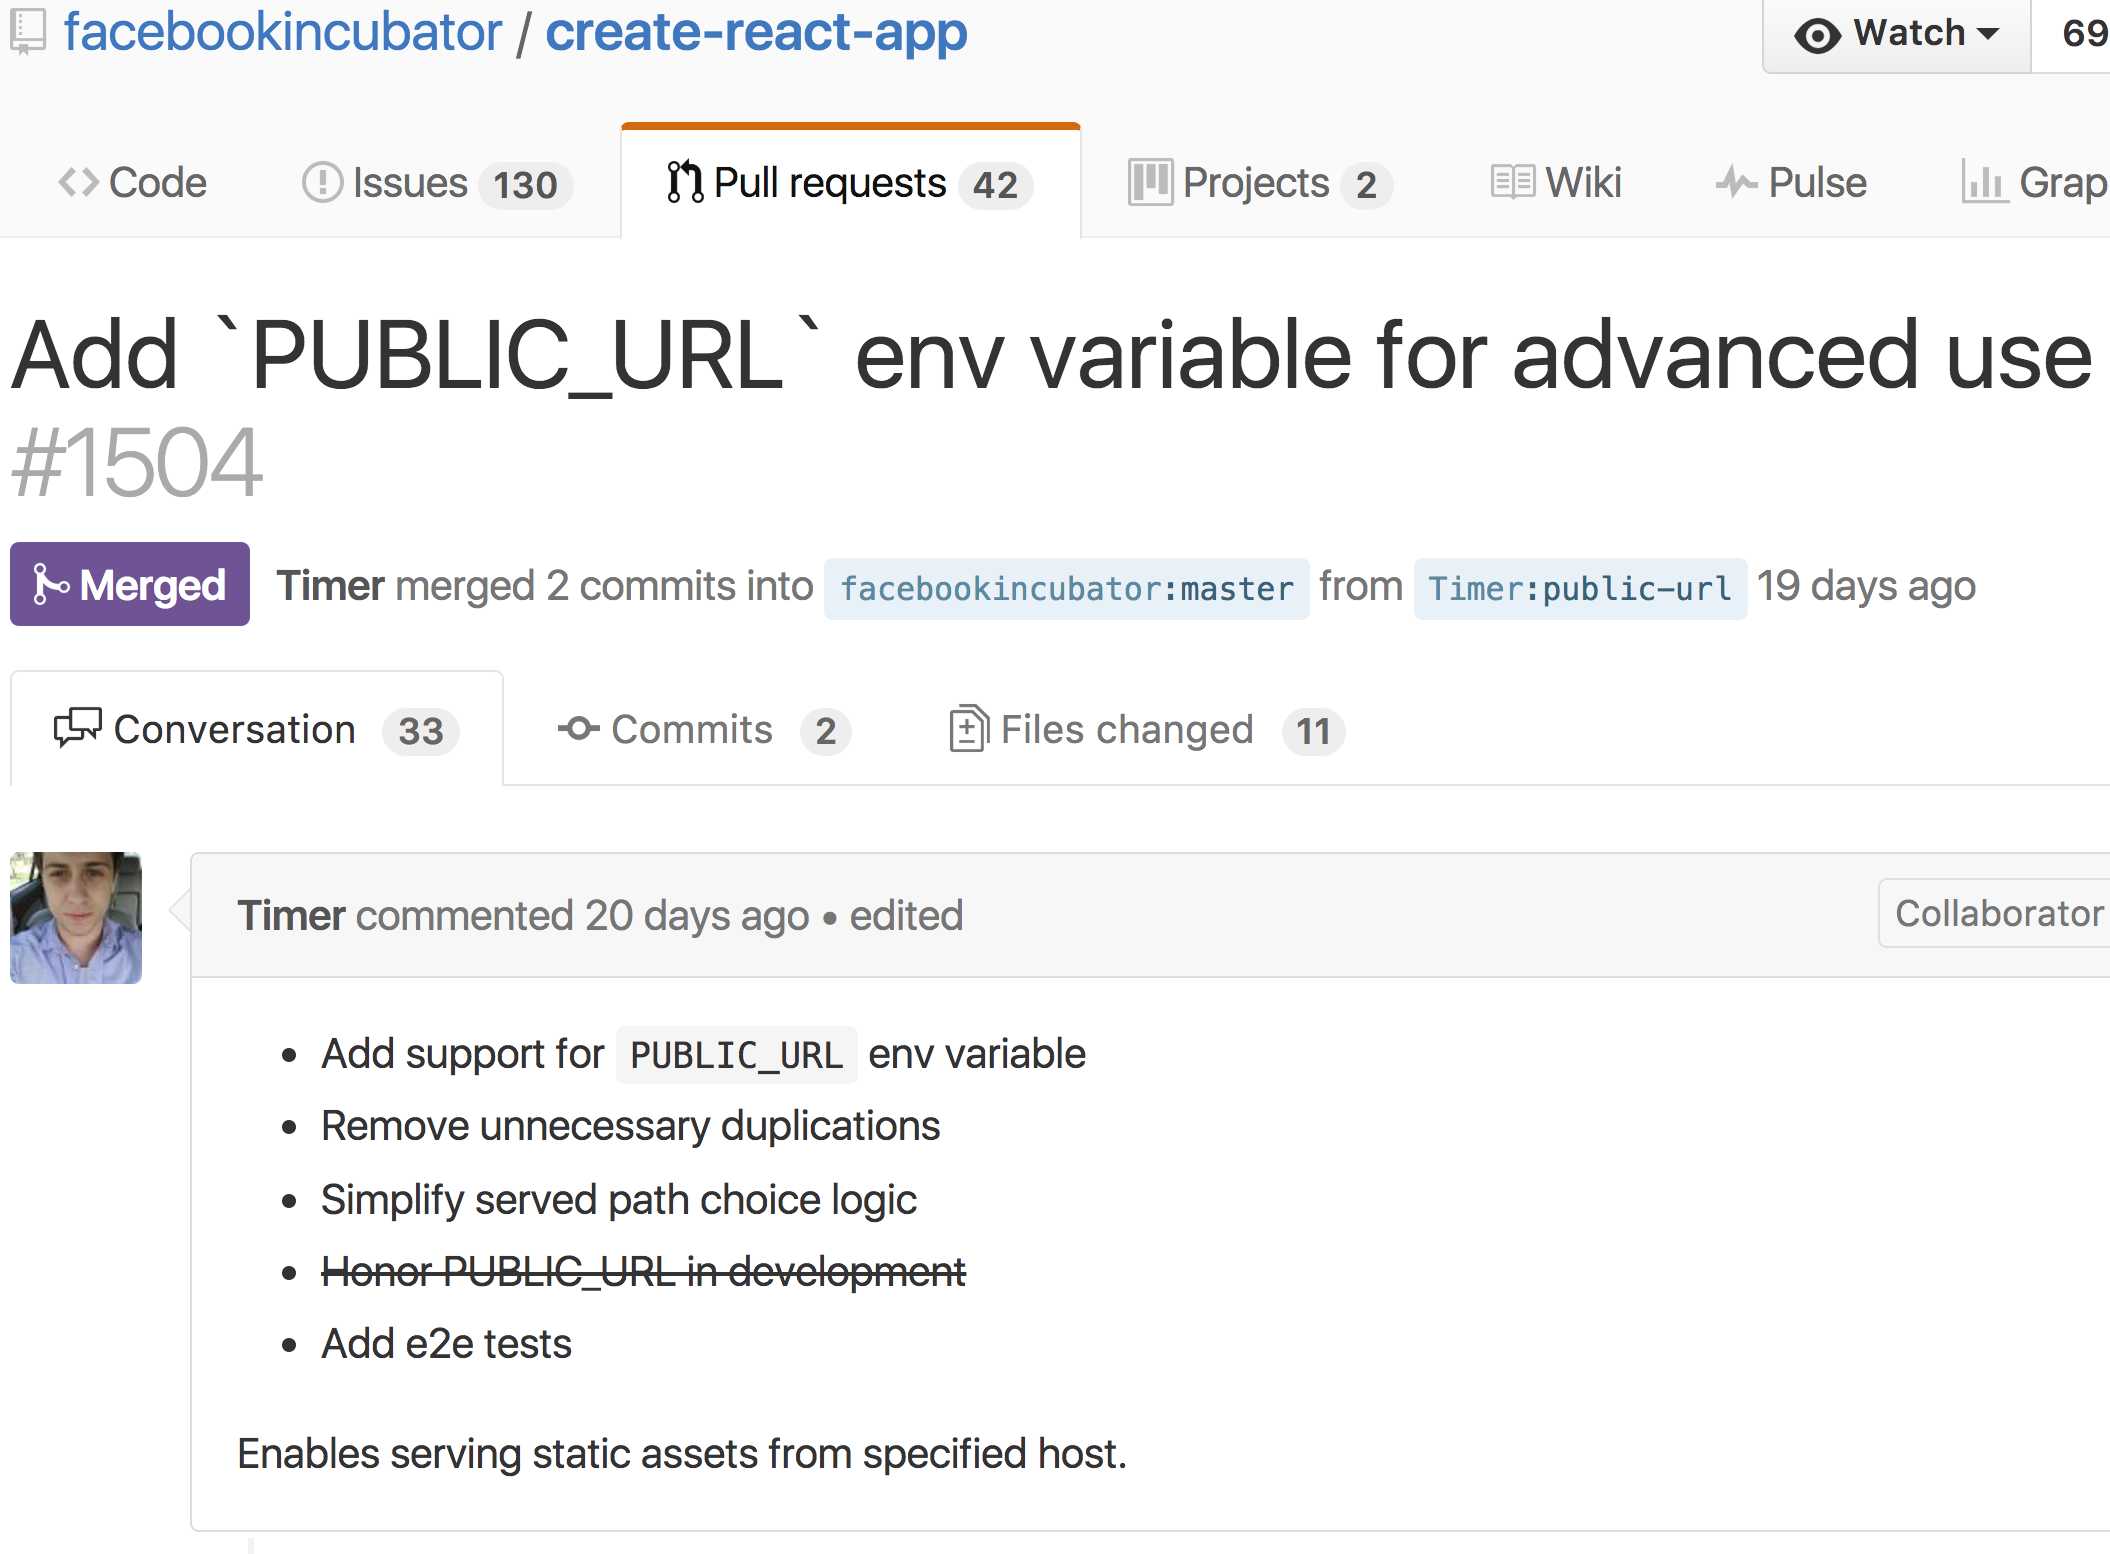 facebookincubator / create-react-app
Watch
69
Code
Issues 130
Pull requests 42
Projects 2
Wiki
Pulse
Grap
Add `PUBLIC_URL` env variable for advanced use
#1504
Merged
Timer merged 2 commits into facebookincubator:master from Timer:public-url 19 days ago
Conversation 33
Commits 2
Files changed 11
Timer commented 20 days ago • edited
Collaborator
• Add support for PUBLIC_URL env variable
• Remove unnecessary duplications
• Simplify served path choice logic
• Honor PUBLIC_URL in development
• Add e2e tests
Enables serving static assets from specified host.